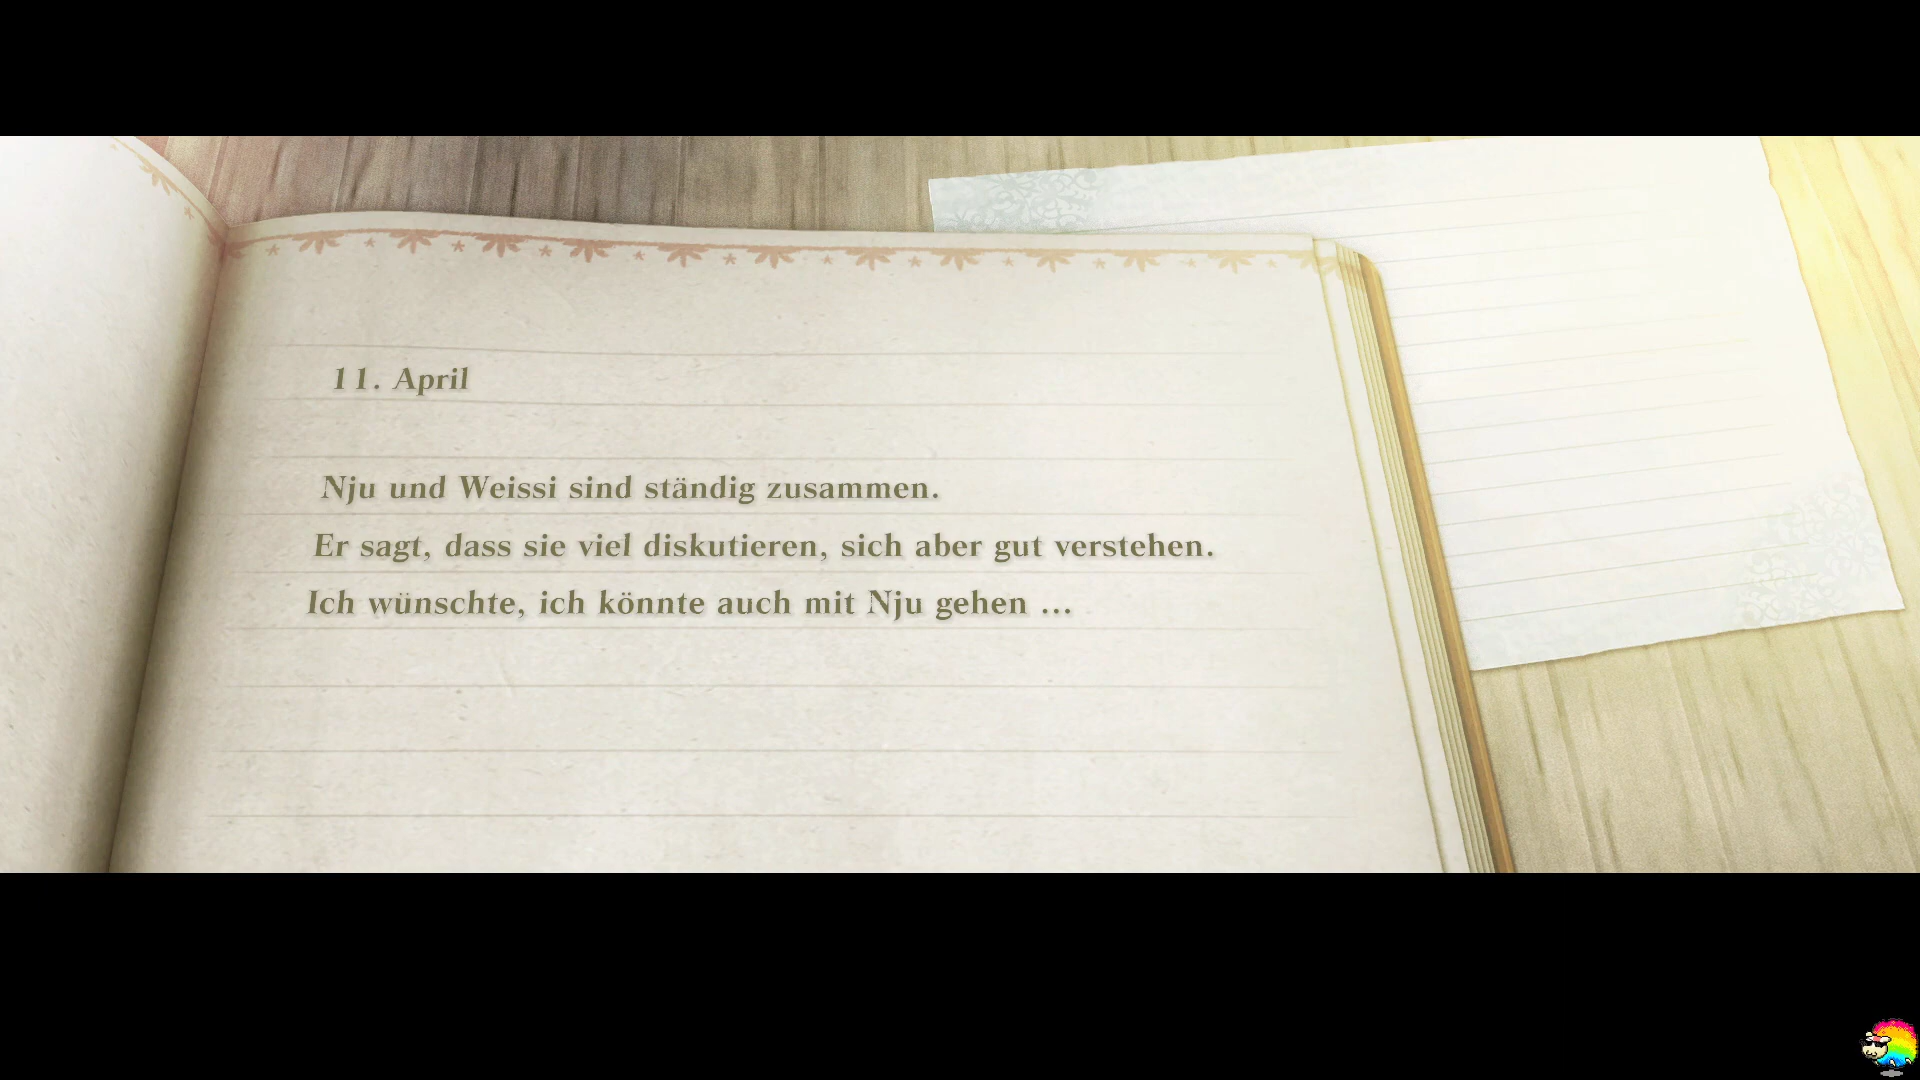 11. April
Nju und Weissi sind ständig zusammen.
Er sagt, dass sie viel diskutieren, sich aber gut verstehen.
Ich wünschte, ich könnte auch mit Nju gehen ...